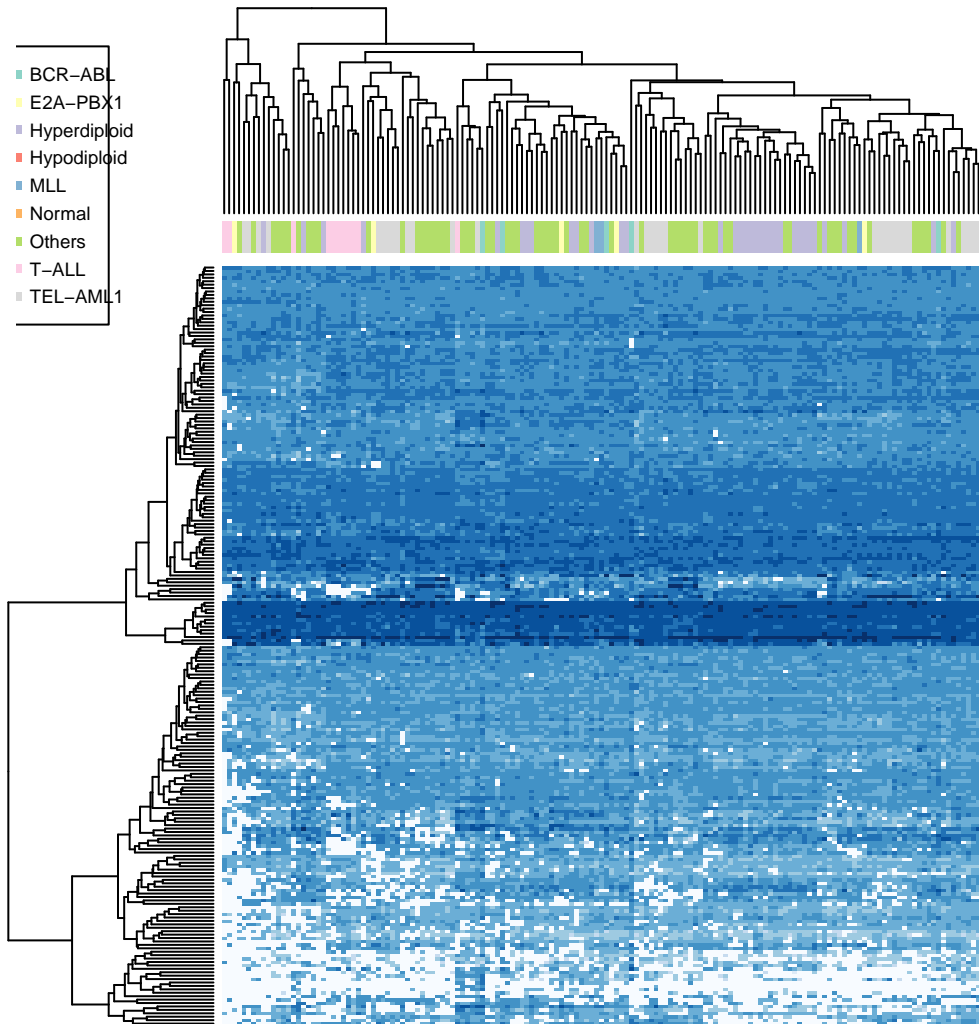 BCR−ABL
E2A−PBX1
Hyperdiploid
Hypodiploid
MLL
Normal
Others
T−ALL
TEL−AML1